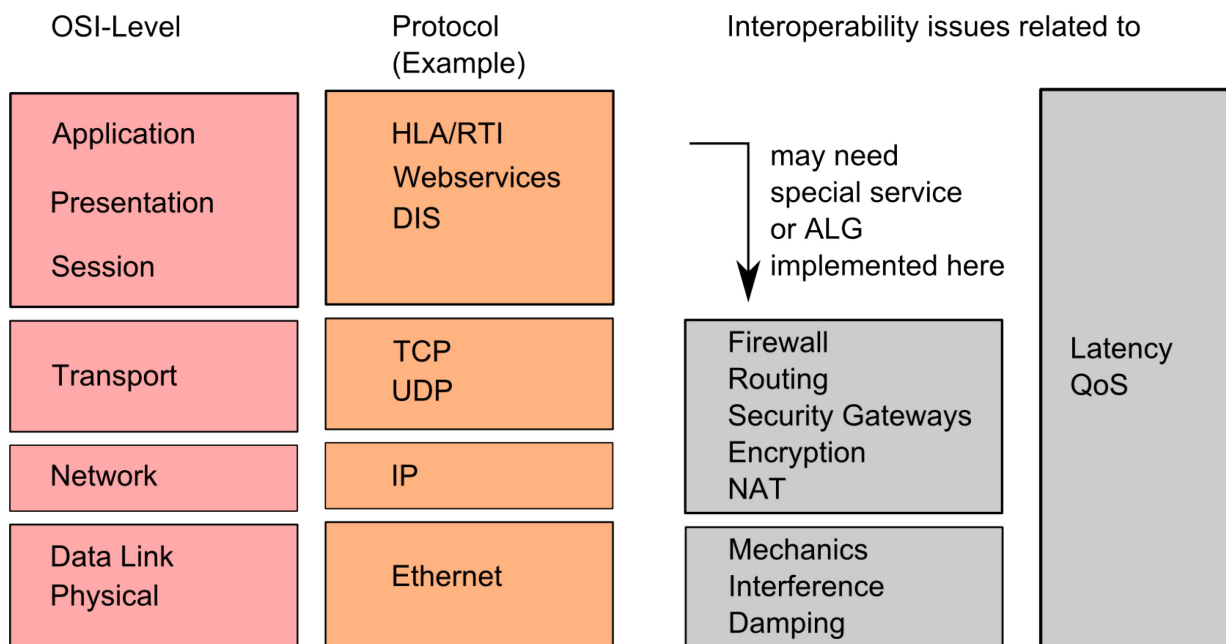 OSI-Level
Protocol
(Example)
Interoperability issues related to
Application
Presentation
Session
HLA/RTI
Webservices
DIS
may need
special service
or ALG
implemented here
Transport
TCP
UDP
Firewall
Routing
Security Gateways
Encryption
NAT
Latency
QoS
Network
IP
Data Link
Physical
Ethernet
Mechanics
Interference
Damping